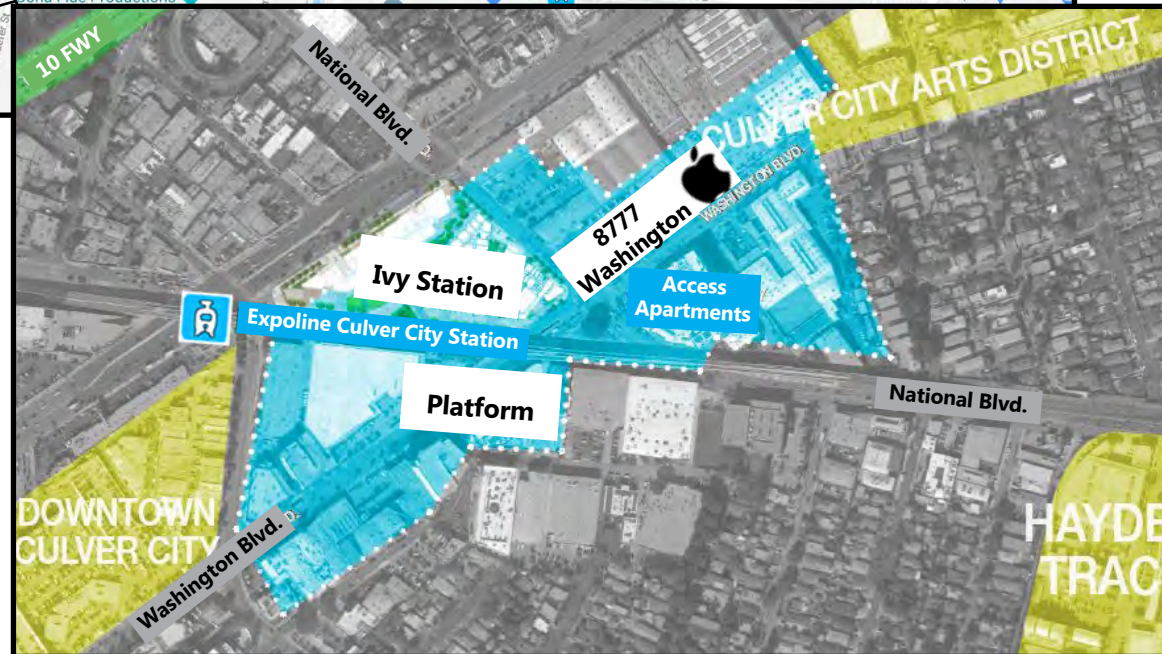 10 FWY
National Blvd.
CULVER CITY ARTS DISTRICT
WASHINGTON BLVD.
8777
Washington
Ivy Station
Access
Apartments
Expoline Culver City Station
Platform
National Blvd.
DOWNTOWN
CULVER CITY
Washington Blvd.
HAYDE
TRAC